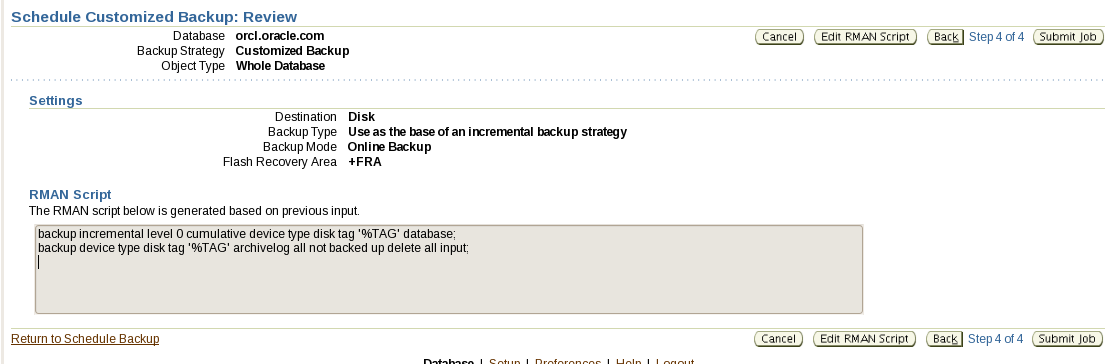 Schedule Customized Backup: Review
Database orcl.oracle.com
Backup Strategy Customized Backup
Object Type Whole Database
Cancel Edit RMAN Script Back Step 4 of 4 Submit Job
Settings
Destination Disk
Backup Type Use as the base of an incremental backup strategy
Backup Mode Online Backup
Flash Recovery Area +FRA
RMAN Script
The RMAN script below is generated based on previous input.
backup incremental level 0 cumulative device type disk tag '%TAG' database;
backup device type disk tag '%TAG' archivelog all not backed up delete all input;
Return to Schedule Backup
Cancel Edit RMAN Script Back Step 4 of 4 Submit Job
Database | Setup | Preferences | Help | Logout